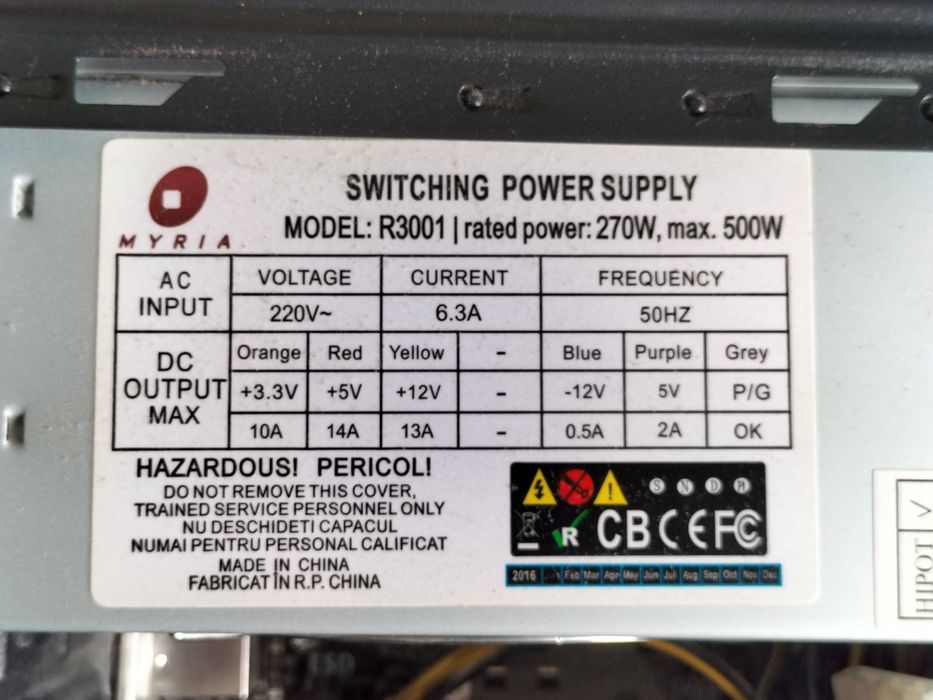 MYRIA
SWITCHING POWER SUPPLY
MODEL: R3001 | rated power: 270W, max. 500W
AC INPUT
VOLTAGE CURRENT FREQUENCY
220V~ 6.3A 50HZ
DC OUTPUT MAX
Orange Red Yellow - Blue Purple Grey
+3.3V +5V +12V - -12V 5V P/G
10A 14A 13A - 0.5A 2A OK
HAZARDOUS! PERICOL!
DO NOT REMOVE THIS COVER,
TRAINED SERVICE PERSONNEL ONLY
NU DESCHIDETI CAPACUL
NUMAI PENTRU PERSONAL CALIFICAT
MADE IN CHINA
FABRICAT ÎN R.P. CHINA
S N D
R CB CE FC
2016 Jan Feb Mar Apr May Jun Jul Aug Sep Oct Nov Dec
HIPOT √